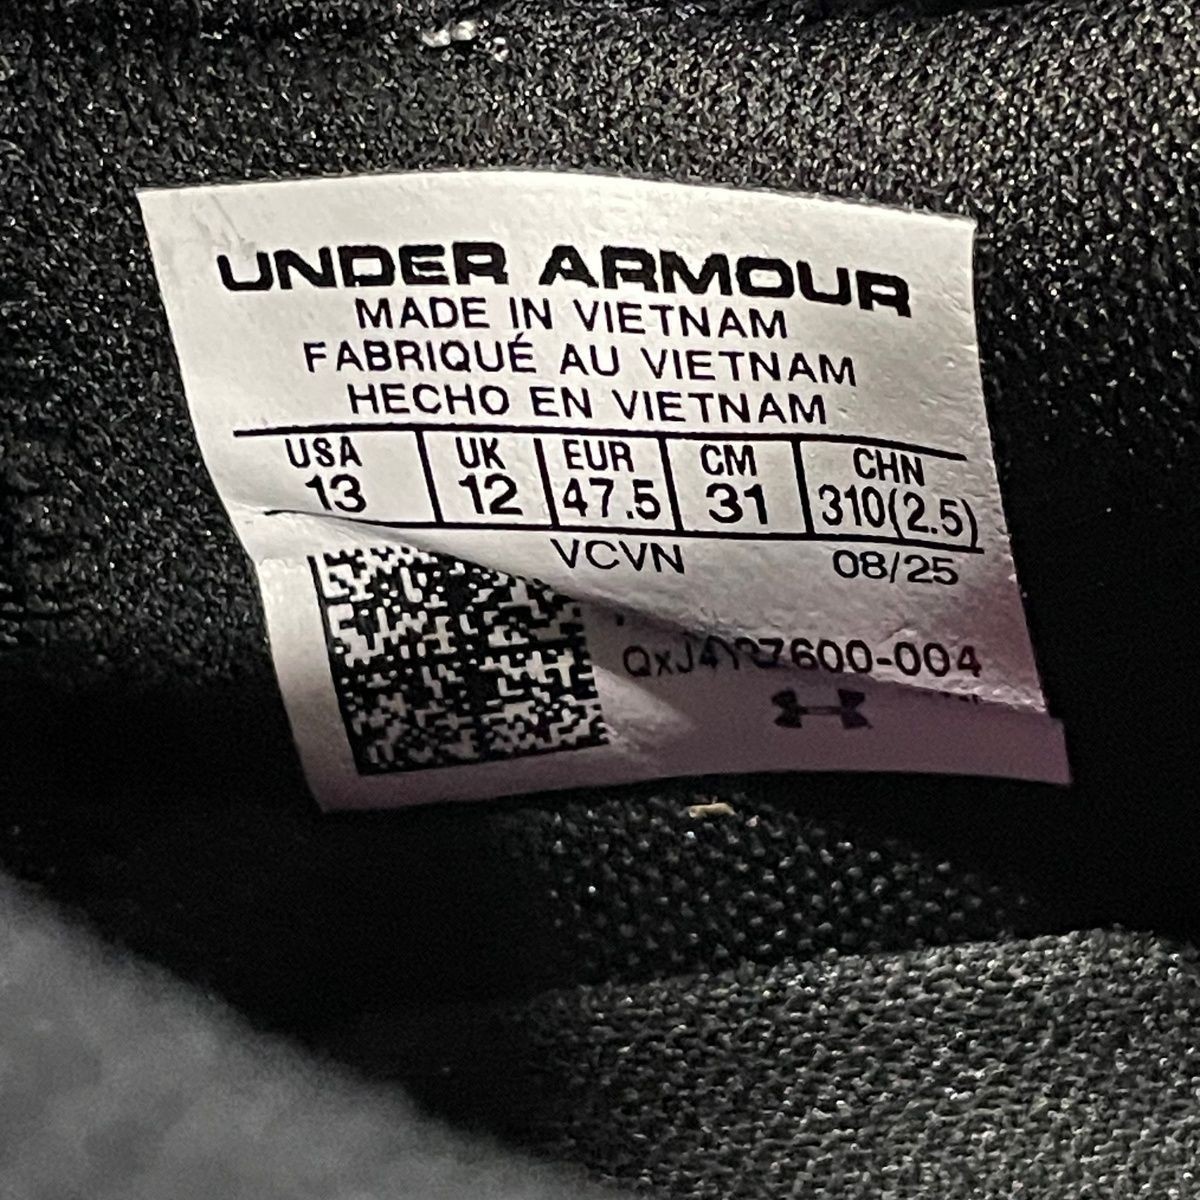 UNDER ARMOUR
MADE IN VIETNAM
FABRIQUÉ AU VIETNAM
HECHO EN VIETNAM
USA UK EUR CM CHN
13 12 47.5 31 310(2.5)
VCVN 08/25